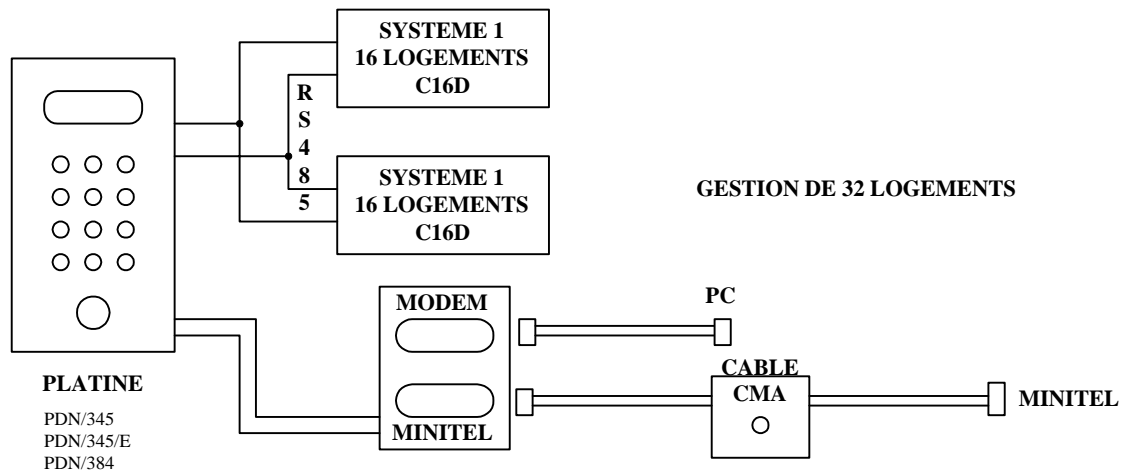 SYSTEME 1
16 LOGEMENTS
C16D
R
S
4
8
5
SYSTEME 1
16 LOGEMENTS
C16D
GESTION DE 32 LOGEMENTS
MODEM
PC
CABLE
CMA
MINITEL
MINITEL
PLATINE
PDN/345
PDN/345/E
PDN/384